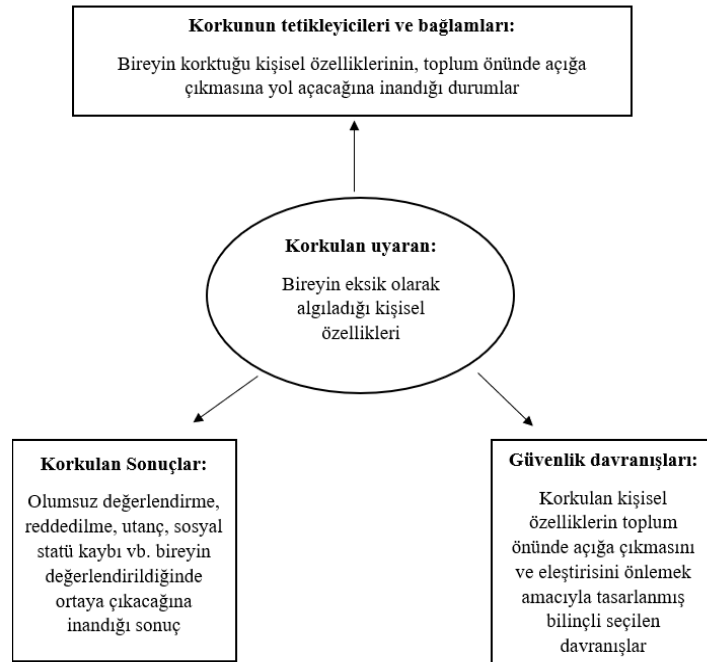 Korkunun tetikleyicileri ve bağlamları:
Bireyin korktuğu kişisel özelliklerinin, toplum önünde açığa
çıkmasına yol açacağına inandığı durumlar
Korkulan uyaran:
Bireyin eksik olarak
algıladığı kişisel
özellikleri
Korkulan Sonuçlar:
Olumsuz değerlendirme,
reddedilme, utanç, sosyal
statü kaybı vb. bireyin
değerlendirildiğinde
ortaya çıkacağına
inandığı sonuç
Güvenlik davranışları:
Korkulan kişisel
özelliklerin toplum
önünde açığa çıkmasını
ve eleştirisini önlemek
amacıyla tasarlanmış
bilinçli seçilen
davranışlar